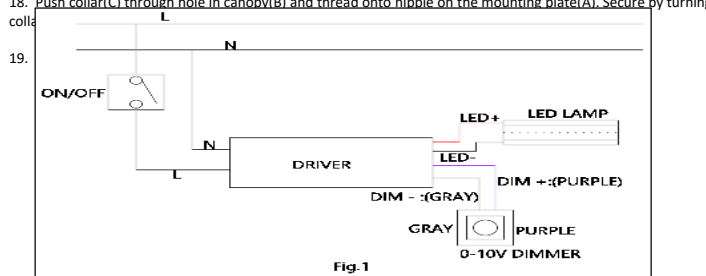 18. Push collar(C) through hole in canopy(B) and thread onto nipple on the mounting plate(A). Secure by turning
colla
19.
L
N
ON/OFF
LED+
LED LAMP
N
DRIVER
LED-
L
DIM +:(PURPLE)
DIM - :(GRAY)
GRAY
PURPLE
0-10V DIMMER
Fig.1